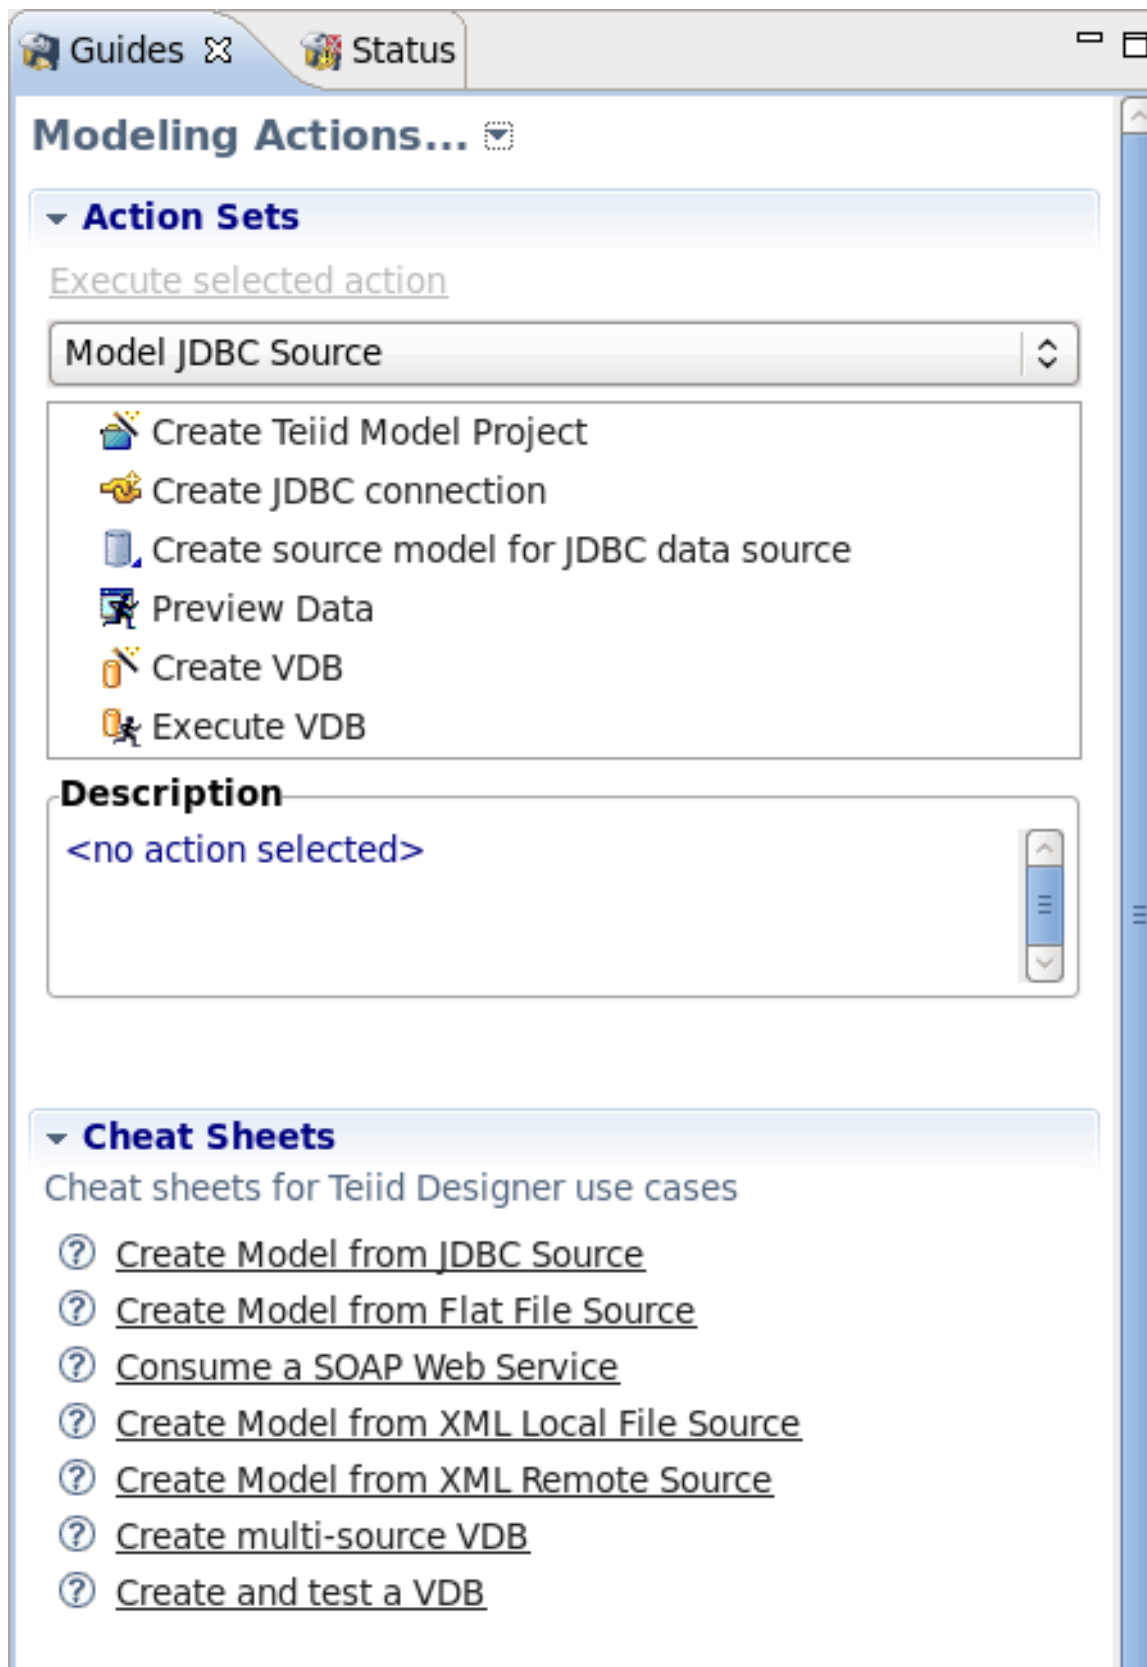 Guides Status
Modeling Actions...
Action Sets
Execute selected action
Model JDBC Source
Create Teiid Model Project
Create JDBC connection
Create source model for JDBC data source
Preview Data
Create VDB
Execute VDB
Description
<no action selected>
Cheat Sheets
Cheat sheets for Teiid Designer use cases
Create Model from JDBC Source
Create Model from Flat File Source
Consume a SOAP Web Service
Create Model from XML Local File Source
Create Model from XML Remote Source
Create multi-source VDB
Create and test a VDB